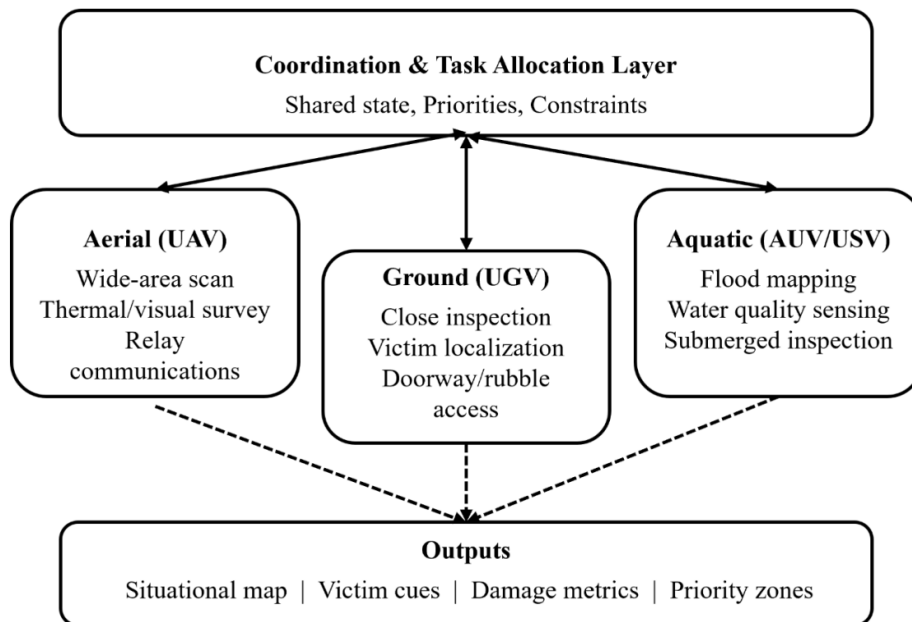 Coordination & Task Allocation Layer
Shared state, Priorities, Constraints
Aerial (UAV)
Wide-area scan
Thermal/visual survey
Relay
communications
Ground (UGV)
Close inspection
Victim localization
Doorway/rubble
access
Aquatic (AUV/USV)
Flood mapping
Water quality sensing
Submerged inspection
Outputs
Situational map | Victim cues | Damage metrics | Priority zones